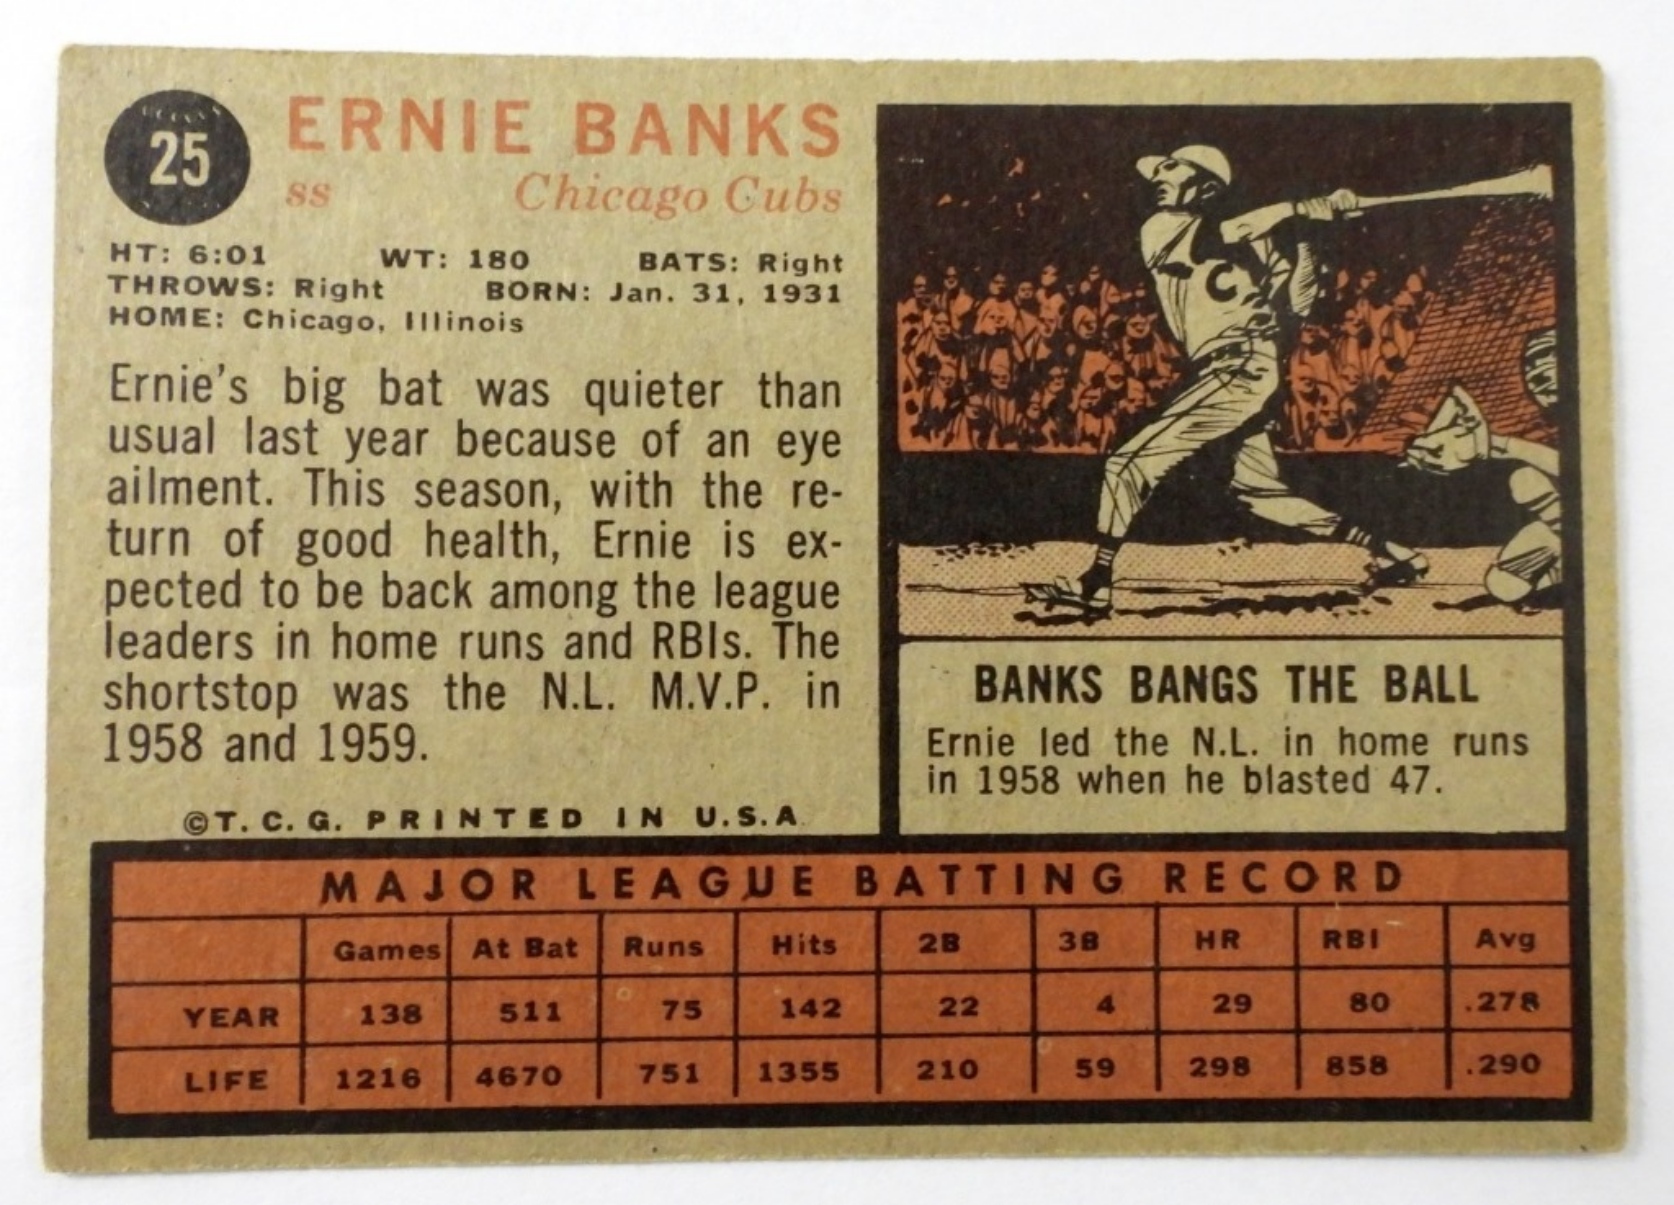 25
ERNIE BANKS
ss Chicago Cubs
HT: 6:01 WT: 180 BATS: Right
THROWS: Right BORN: Jan. 31, 1931
HOME: Chicago, Illinois
Ernie's big bat was quieter than
usual last year because of an eye
ailment. This season, with the re-
turn of good health, Ernie is ex-
pected to be back among the league
leaders in home runs and RBIs. The
shortstop was the N.L. M.V.P. in
1958 and 1959.
©T. C. G. PRINTED IN U.S.A
C
BANKS BANGS THE BALL
Ernie led the N.L. in home runs
in 1958 when he blasted 47.
MAJOR LEAGUE BATTING RECORD
Games At Bat Runs Hits 2B 3B HR RBI Avg
YEAR 138 511 75 142 22 4 29 80 .278
LIFE 1216 4670 751 1355 210 59 298 858 .290